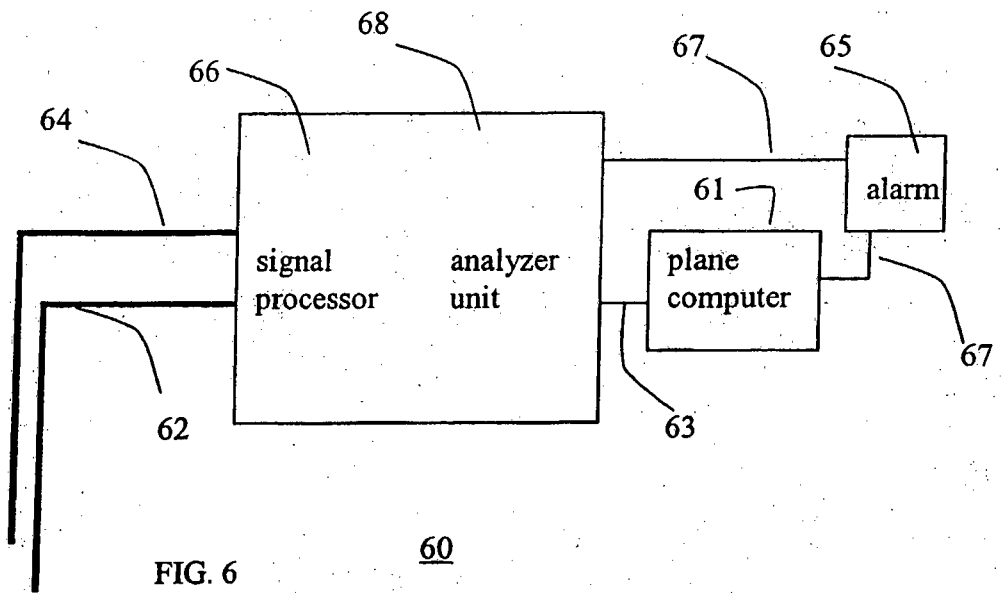 68
67
65
66
64
61
alarm
signal
processor
analyzer
unit
plane
computer
67
62
63
60
FIG. 6